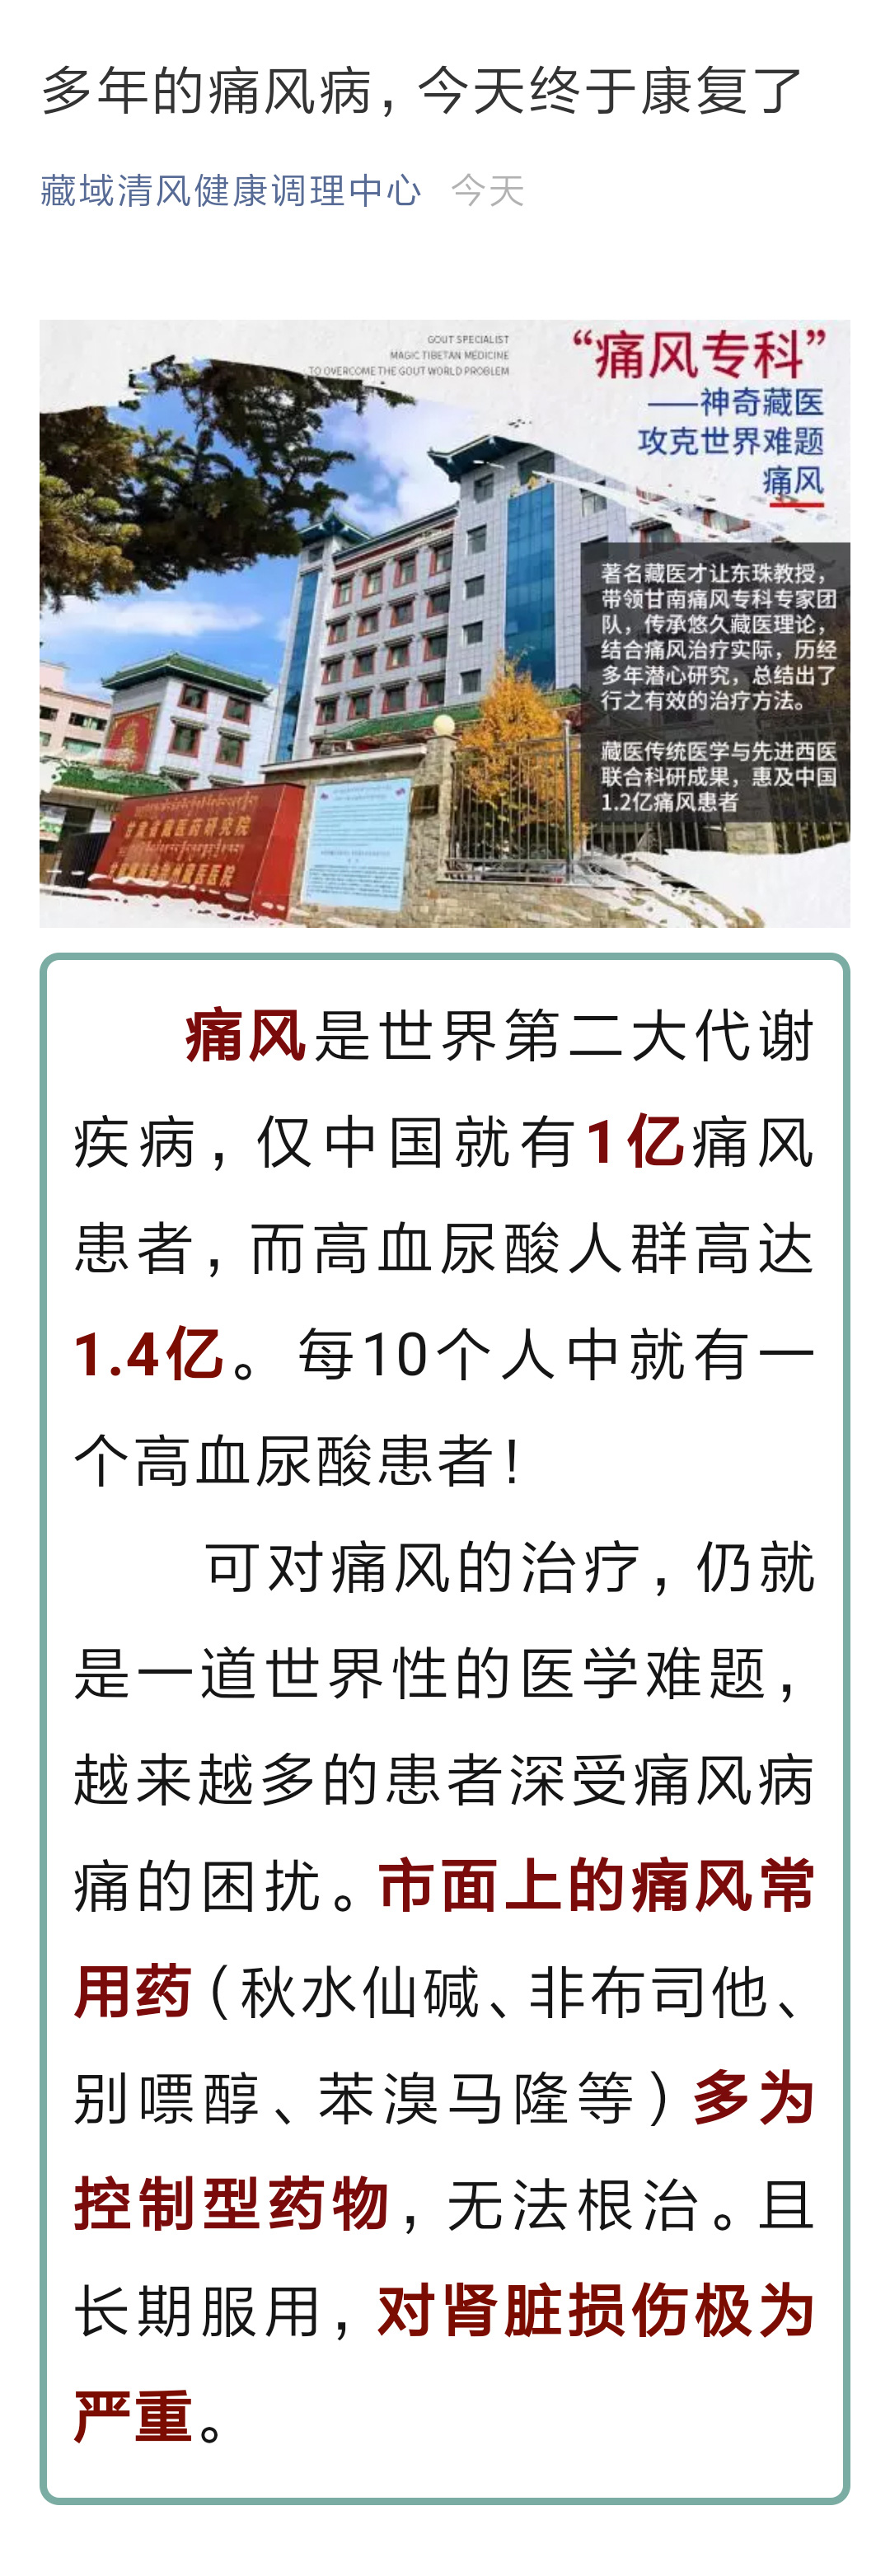 多年的痛风病，今天终于康复了
藏域清风健康调理中心 今天
GOUT SPECIALIST
MAGIC TIBETAN MEDICINE
TO OVERCOME THE GOUT WORLD PROBLEM
“痛风专科”
——神奇藏医
攻克世界难题
痛风
著名藏医才让东珠教授，
带领甘南痛风专科专家团
队，传承悠久藏医理论，
结合痛风治疗实际，历经
多年潜心研究，总结出了
行之有效的治疗方法。
藏医传统医学与先进西医
联合科研成果，惠及中国
1.2亿痛风患者
甘肃省藏医药研究院
痛风是世界第二大代谢
疾病，仅中国就有1亿痛风
患者，而高血尿酸人群高达
1.4亿。每10个人中就有一
个高血尿酸患者！
可对痛风的治疗，仍就
是一道世界性的医学难题，
越来越多的患者深受痛风病
痛的困扰。市面上的痛风常
用药（秋水仙碱、非布司他、
别嘌醇、苯溴马隆等）多为
控制型药物，无法根治。且
长期服用，对肾脏损伤极为
严重。